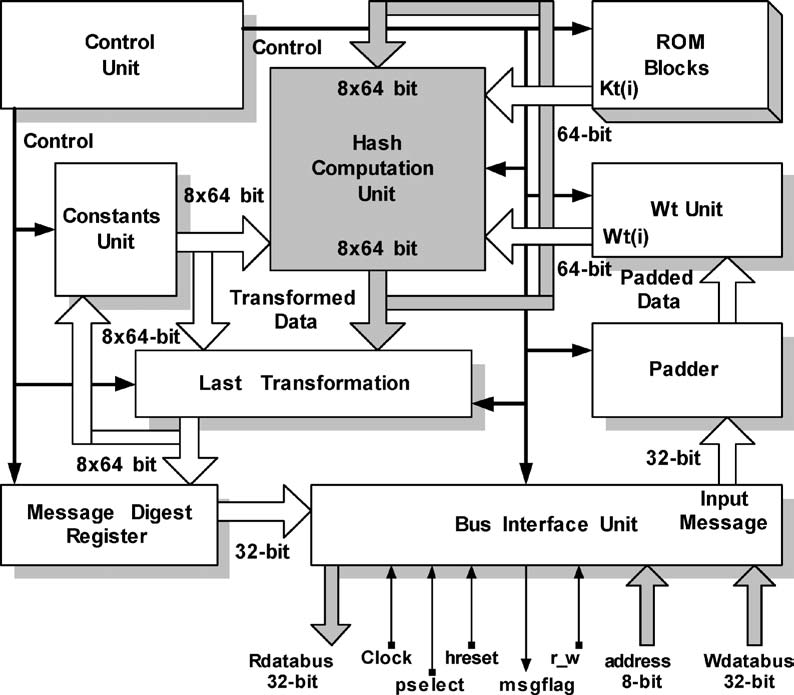 Control
Unit
Control
ROM
Blocks
Kt(i)
8x64 bit
Hash
Computation
Unit
8x64 bit
64-bit
Control
Constants
Unit
8x64 bit
Wt Unit
Wt(i)
64-bit
Padded
Data
Transformed
Data
8x64-bit
Last Transformation
Padder
8x64 bit
32-bit
Message Digest
Register
32-bit
Bus Interface Unit
Input
Message
Rdatabus
32-bit
Clock
pselect
hreset
msgflag
r_w
address
8-bit
Wdatabus
32-bit